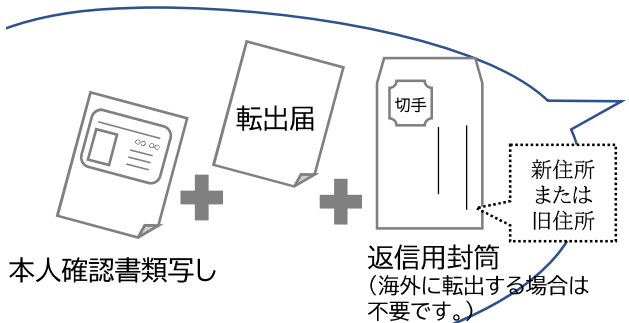 転出届
切手
新住所
または
旧住所
本人確認書類写し
返信用封筒
（海外に転出する場合は
不要です。）